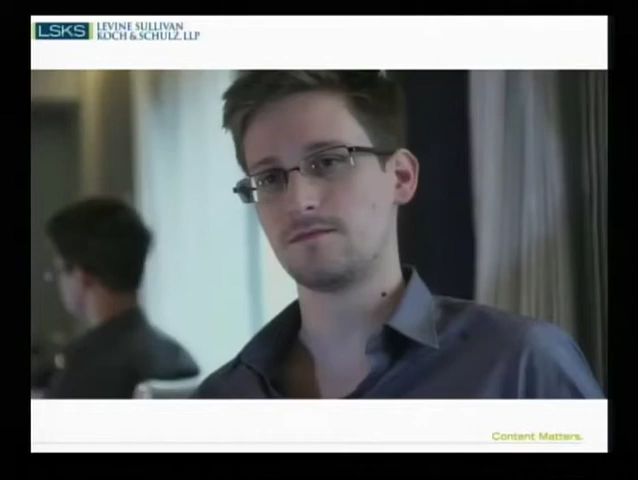 LSKS
LEVINE SULLIVAN
KOCH & SCHULZ, LLP
Content Matters.